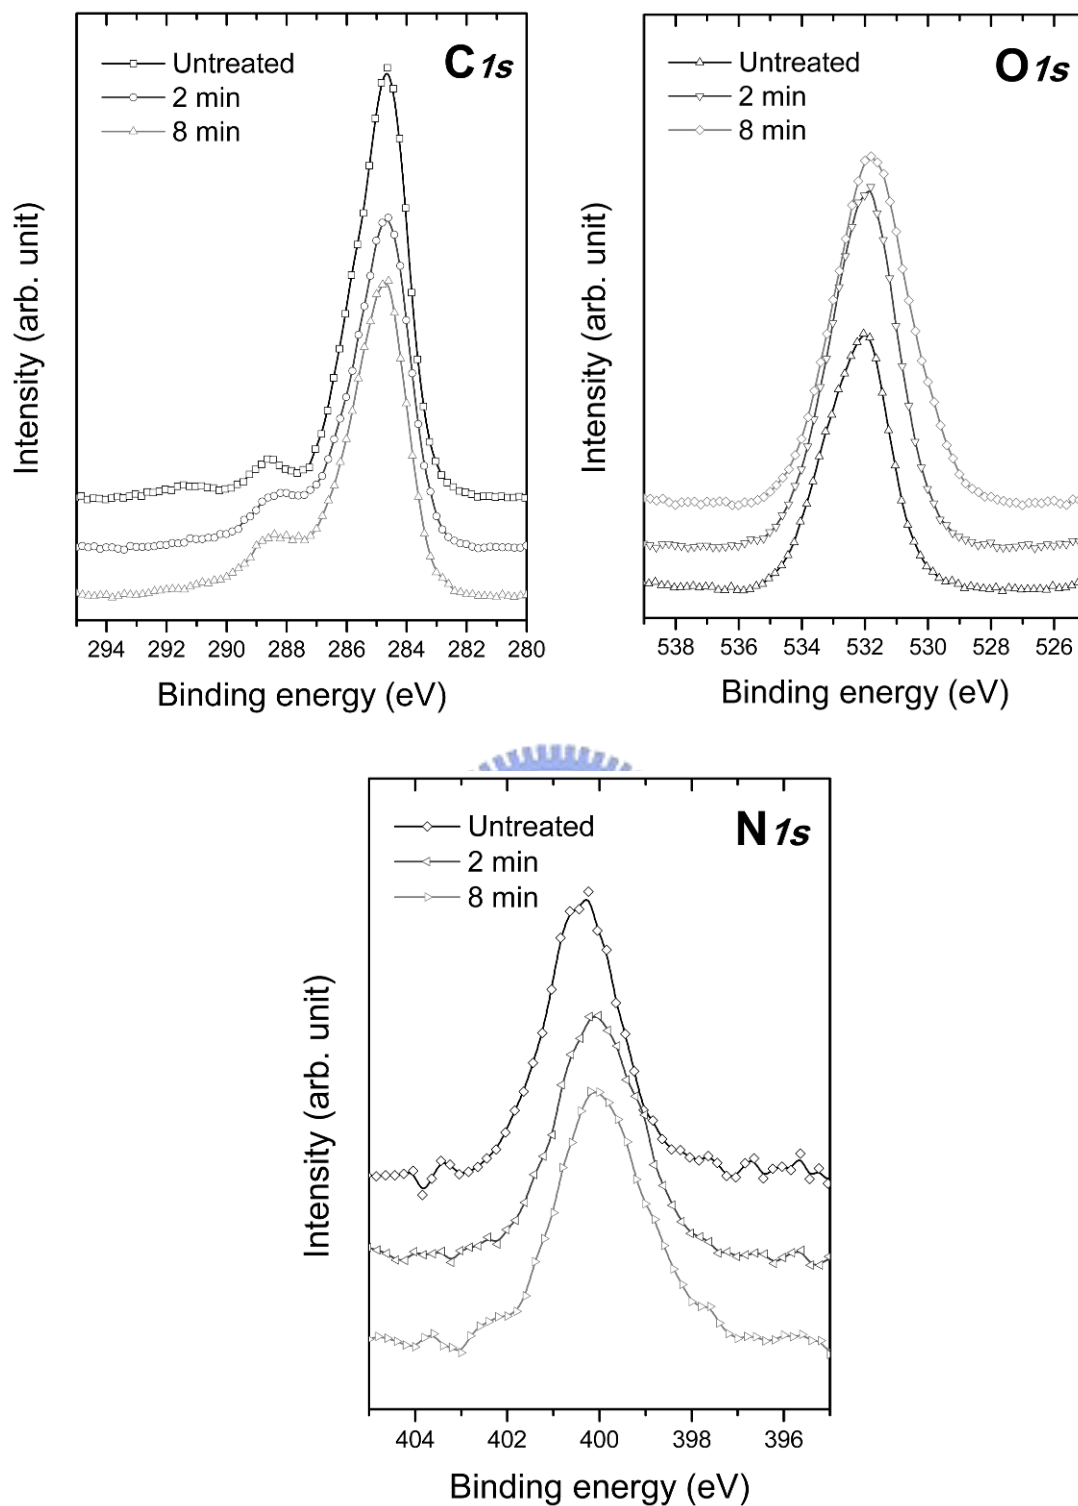 Untreated
2 min
8 min
C 1s
Intensity (arb. unit)
294 292 290 288 286 284 282 280
Binding energy (eV)
Untreated
2 min
8 min
O 1s
Intensity (arb. unit)
538 536 534 532 530 528 526
Binding energy (eV)
Untreated
2 min
8 min
N 1s
Intensity (arb. unit)
404 402 400 398 396
Binding energy (eV)